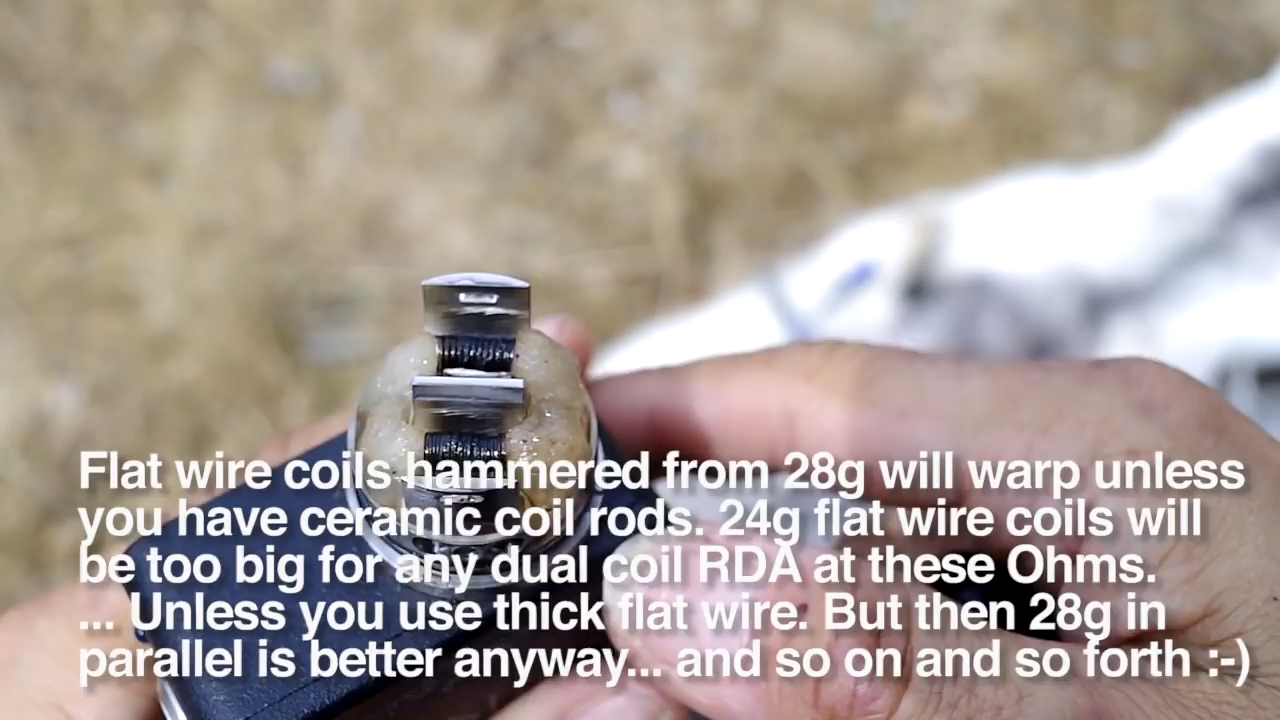 Flat wire coils hammered from 28g will warp unless
you have ceramic coil rods. 24g flat wire coils will
be too big for any dual coil RDA at these Ohms.
... Unless you use thick flat wire. But then 28g in
parallel is better anyway... and so on and so forth :-)